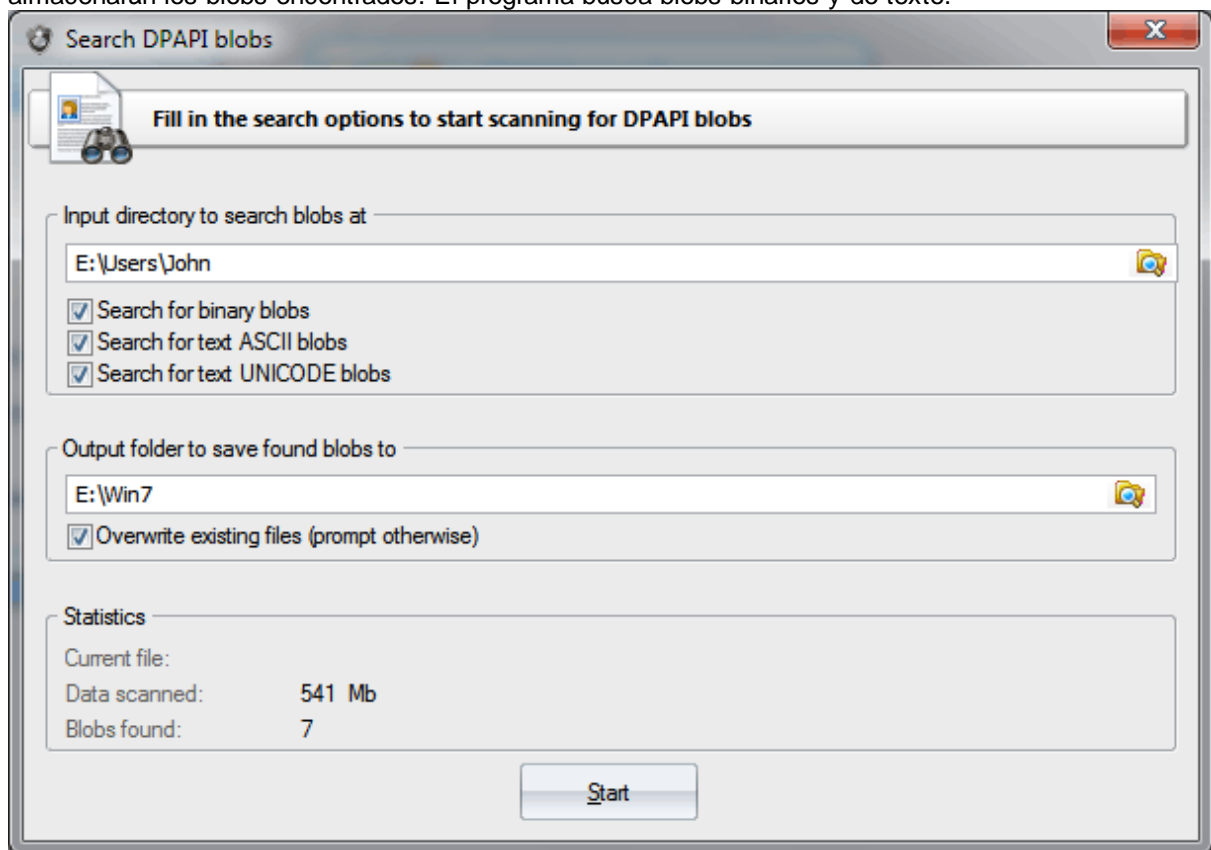 almacenarán los blobs encontrados. El programa busca blobs binarios y de texto.
Search DPAPI blobs
Fill in the search options to start scanning for DPAPI blobs
Input directory to search blobs at
E:\Users\John
Search for binary blobs
Search for text ASCII blobs
Search for text UNICODE blobs
Output folder to save found blobs to
E:\Win7
Overwrite existing files (prompt otherwise)
Statistics
Current file:
Data scanned: 541 Mb
Blobs found: 7
Start